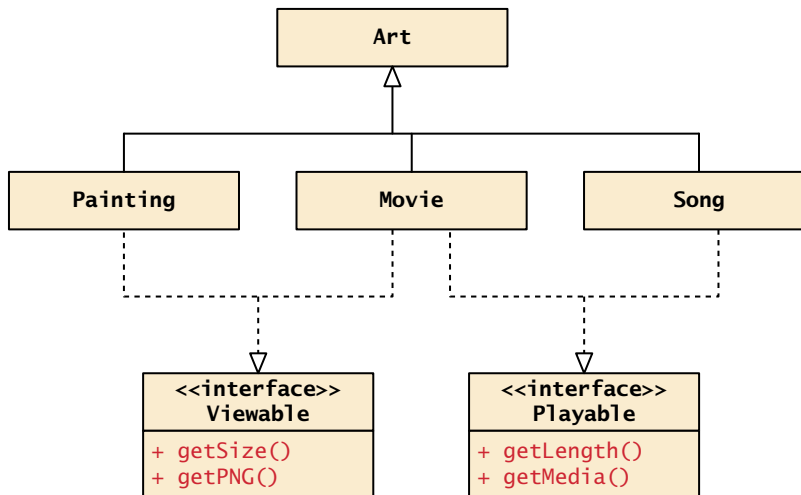 Art
Painting
Movie
Song
<<interface>>
Viewable
+ getSize()
+ getPNG()
<<interface>>
Playable
+ getLength()
+ getMedia()